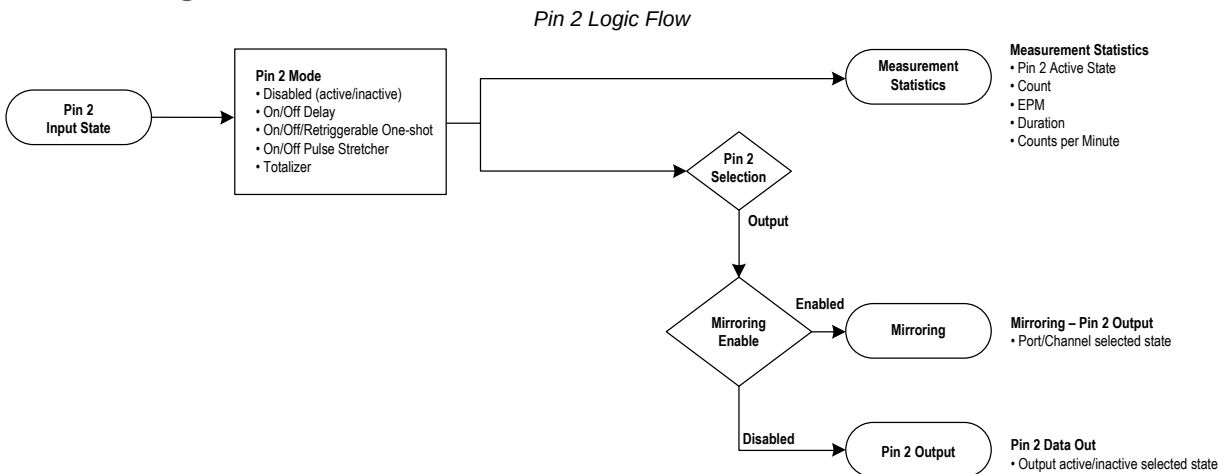 Pin 2 Logic Flow
Pin 2
Input State
Pin 2 Mode
• Disabled (active/inactive)
• On/Off Delay
• On/Off/Retriggerable One-shot
• On/Off Pulse Stretcher
• Totalizer
Measurement
Statistics
Measurement Statistics
• Pin 2 Active State
• Count
• EPM
• Duration
• Counts per Minute
Pin 2
Selection
Output
Mirroring
Enable
Enabled
Mirroring
Mirroring – Pin 2 Output
• Port/Channel selected state
Disabled
Pin 2 Output
Pin 2 Data Out
• Output active/inactive selected state